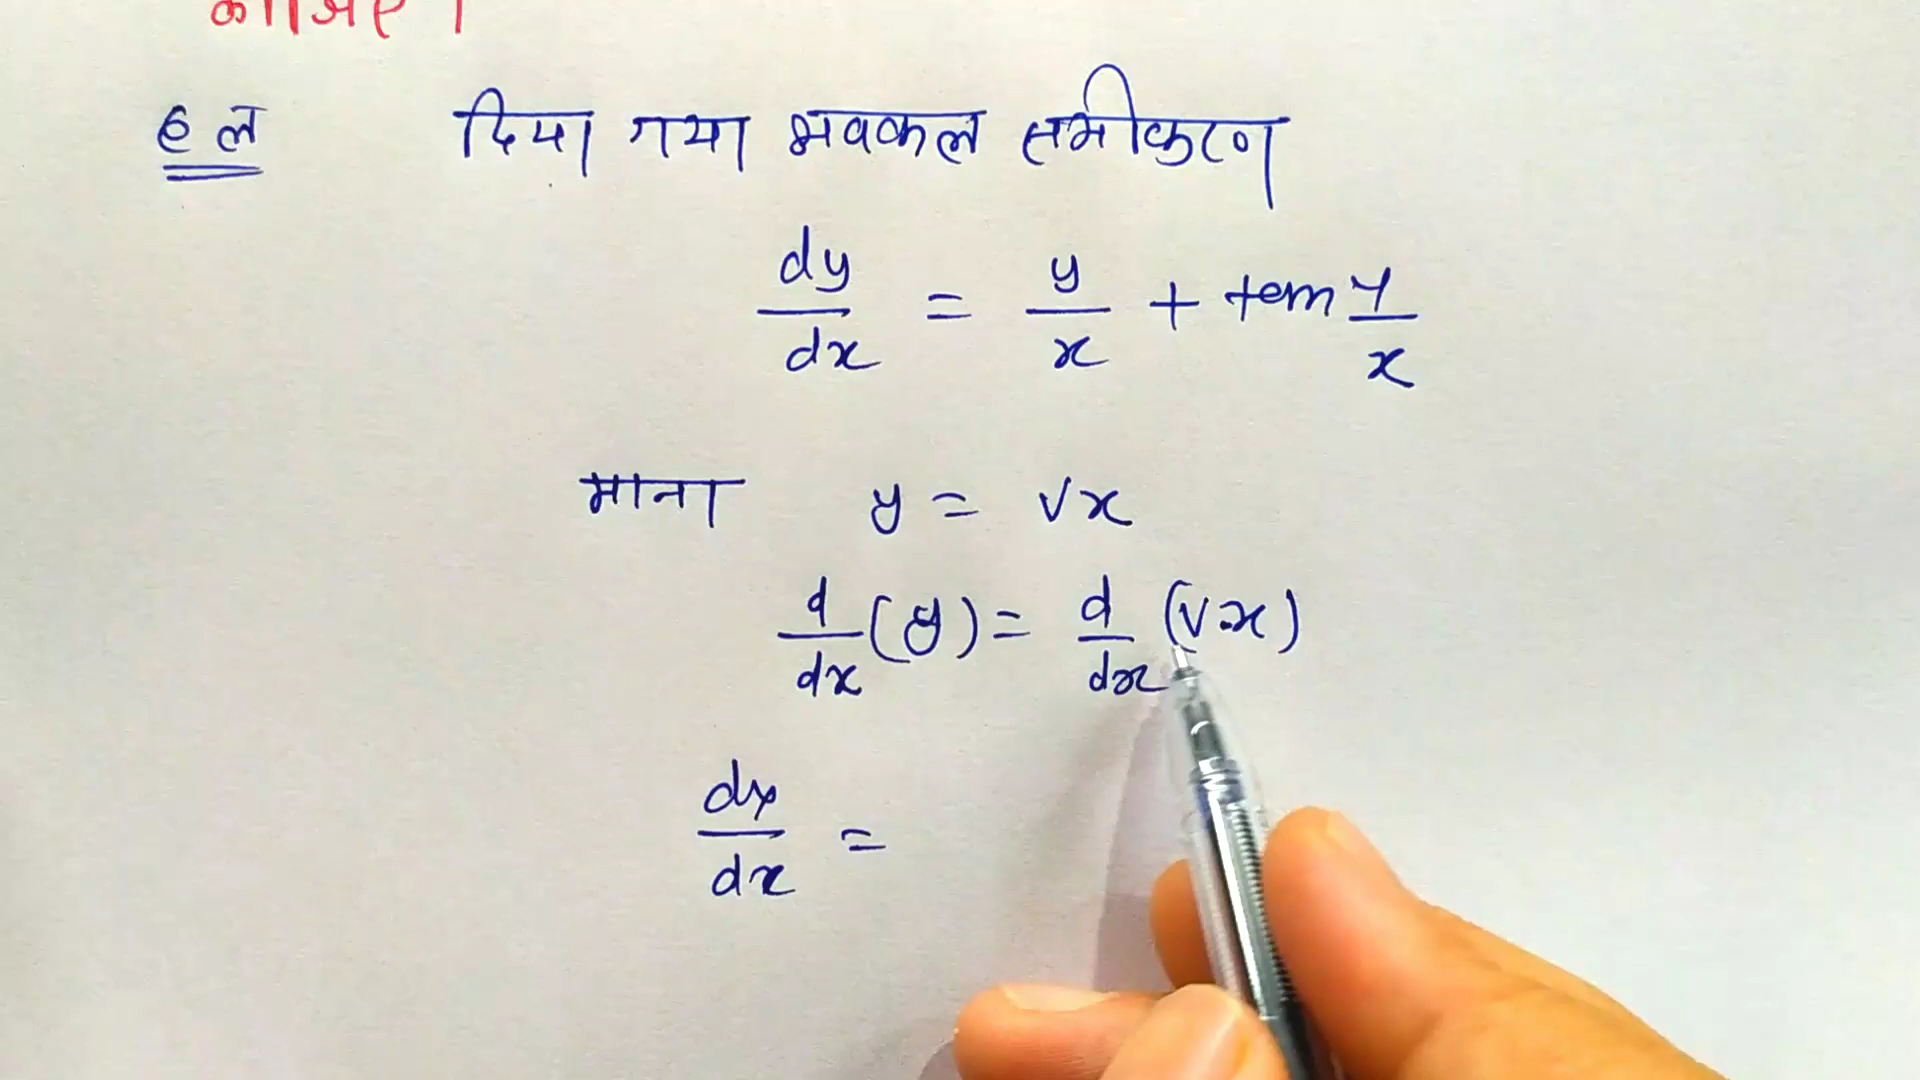 हल दिया गया अवकल समीकरण
dy/dx = y/x + tan y/x
माना y = vx
d/dx (y) = d/dx (v.x)
dy/dx =